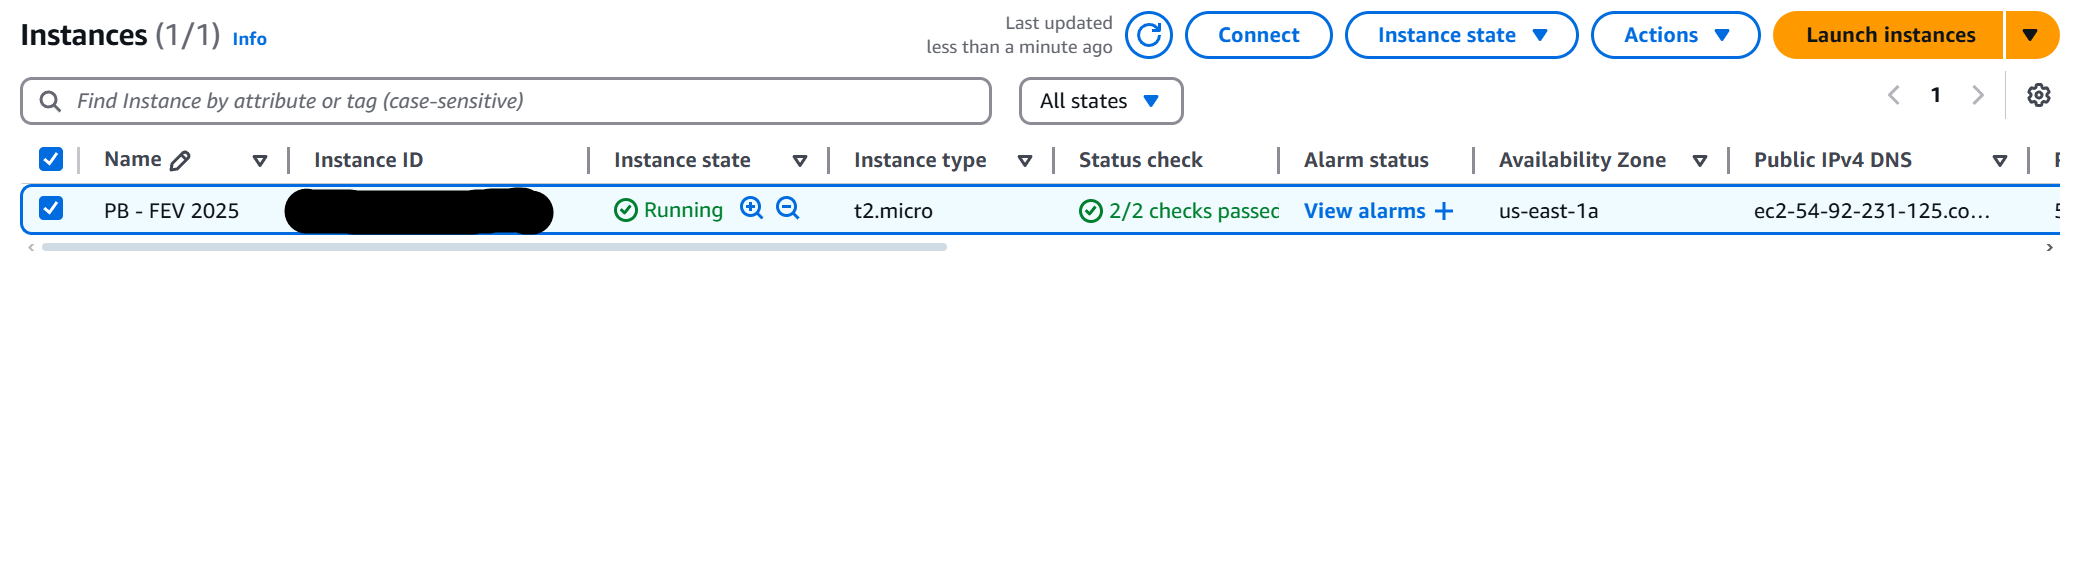 Instances (1/1) Info
Last updated
less than a minute ago
Connect
Instance state
Actions
Launch instances
Find Instance by attribute or tag (case-sensitive)
All states
1
Name Instance ID Instance state Instance type Status check Alarm status Availability Zone Public IPv4 DNS
PB - FEV 2025 Running t2.micro 2/2 checks passed View alarms + us-east-1a ec2-54-92-231-125.co...